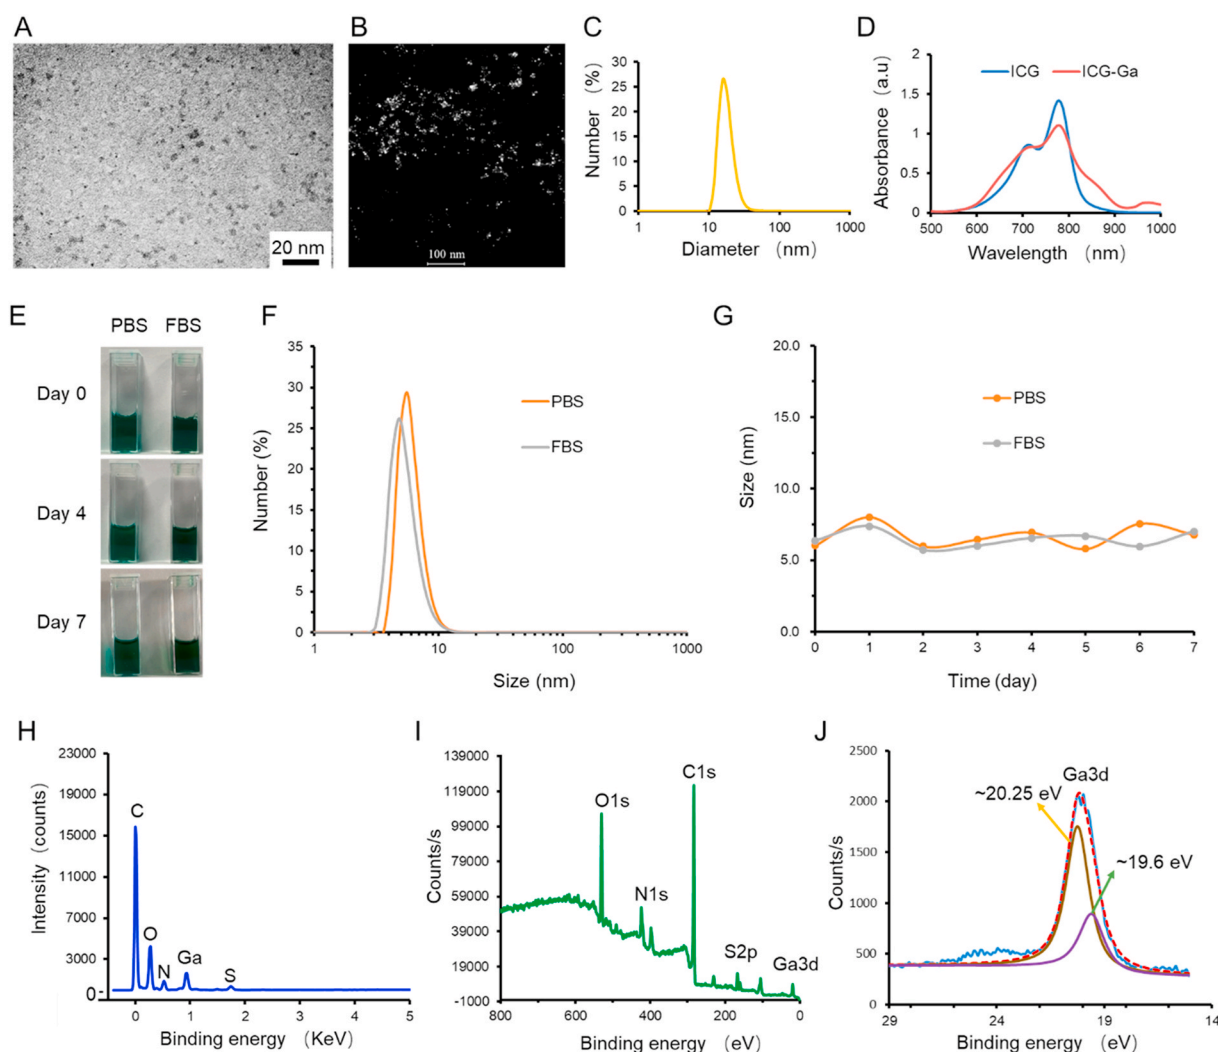 A
20 nm
B
100 nm
C
Number (%)
30
25
20
15
10
5
0
1 10 100 1000
Diameter (nm)
D
Absorbance (a.u)
2
1.5
1
0.5
0
ICG ICG-Ga
500 600 700 800 900 1000
Wavelength (nm)
E
PBS FBS
Day 0
Day 4
Day 7
F
Number (%)
35
30
25
20
15
10
5
0
PBS
FBS
1 10 100 1000
Size (nm)
G
Size (nm)
20.0
15.0
10.0
5.0
0.0
PBS
FBS
0 1 2 3 4 5 6 7
Time (day)
H
Intensity (counts)
23000
19000
15000
11000
7000
3000
0-
C
O
N
Ga
S
0 1 2 3 4 5
Binding energy (KeV)
I
Counts/s
139000
119000
99000
79000
59000
39000
19000
-1000
O1s
C1s
N1s
S2p
Ga3d
800 600 400 200 0
Binding energy (eV)
J
Counts/s
2500
2000
1500
1000
500
0
Ga3d
~20.25 eV
~19.6 eV
29 24 19 14
Binding energy (eV)